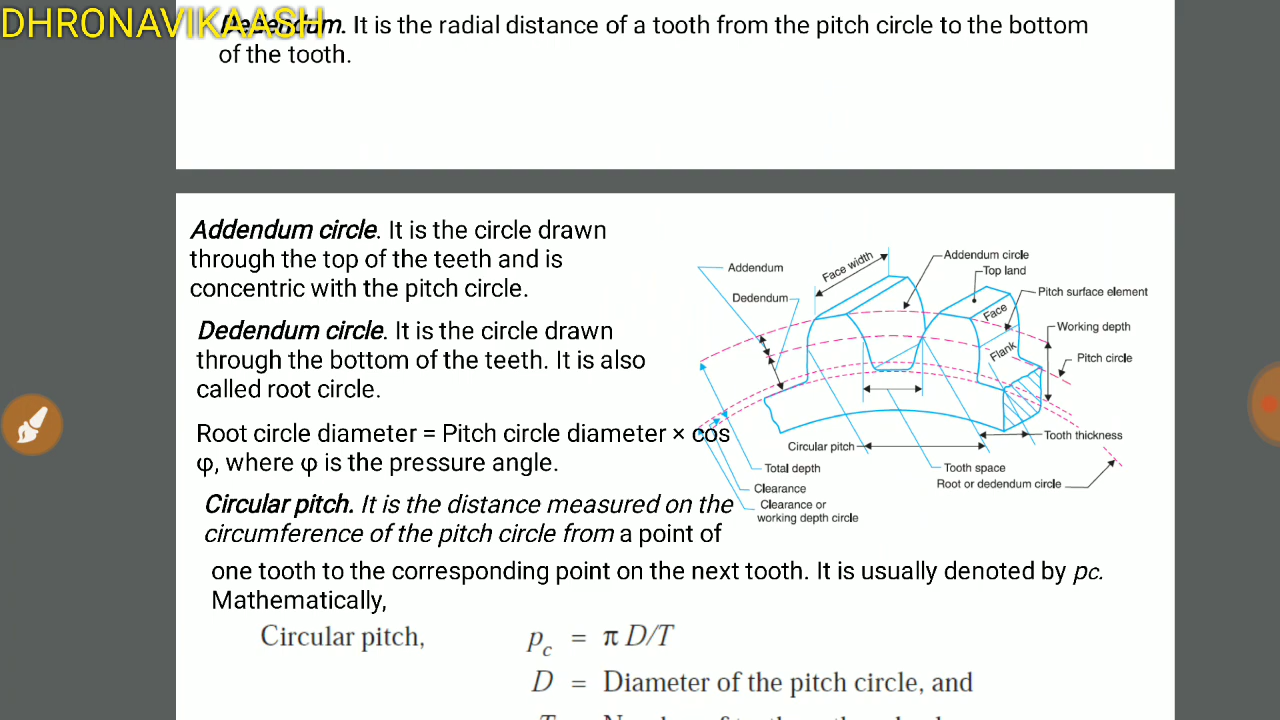 DHRONAVIKAASH
Dedendum. It is the radial distance of a tooth from the pitch circle to the bottom
of the tooth.
Addendum circle. It is the circle drawn
through the top of the teeth and is
concentric with the pitch circle.
Dedendum circle. It is the circle drawn
through the bottom of the teeth. It is also
called root circle.
Root circle diameter = Pitch circle diameter × cos
φ, where φ is the pressure angle.
Circular pitch. It is the distance measured on the
circumference of the pitch circle from a point of
one tooth to the corresponding point on the next tooth. It is usually denoted by pc.
Mathematically,
Circular pitch, pc = π D/T
D = Diameter of the pitch circle, and
Addendum
Dedendum
Face width
Addendum circle
Top land
Pitch surface element
Face
Working depth
Flank
Pitch circle
Tooth thickness
Circular pitch
Total depth
Tooth space
Root or dedendum circle
Clearance
Clearance or
working depth circle